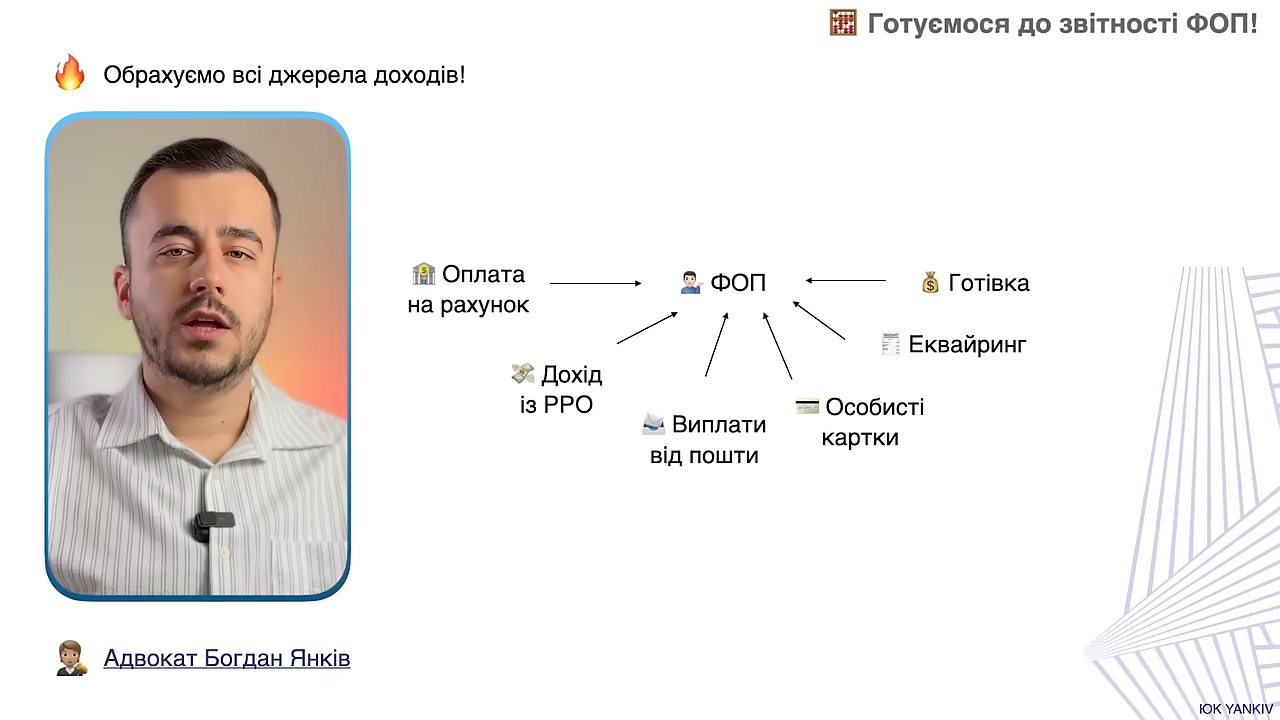 Готуємося до звітності ФОП!
Обрахуємо всі джерела доходів!
Оплата
на рахунок
ФОП
Готівка
Еквайринг
Дохід
із РРО
Виплати
від пошти
Особисті
картки
Адвокат Богдан Янків
ЮК YANKIV